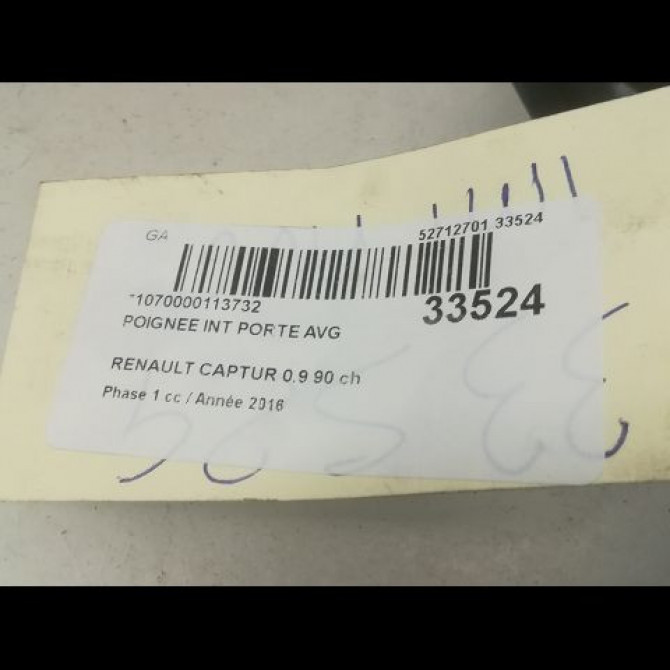 GA
52712701 33524
*1070000113732
33524
POIGNEE INT PORTE AVG
RENAULT CAPTUR 0.9 90 ch
Phase 1 cc / Année 2016